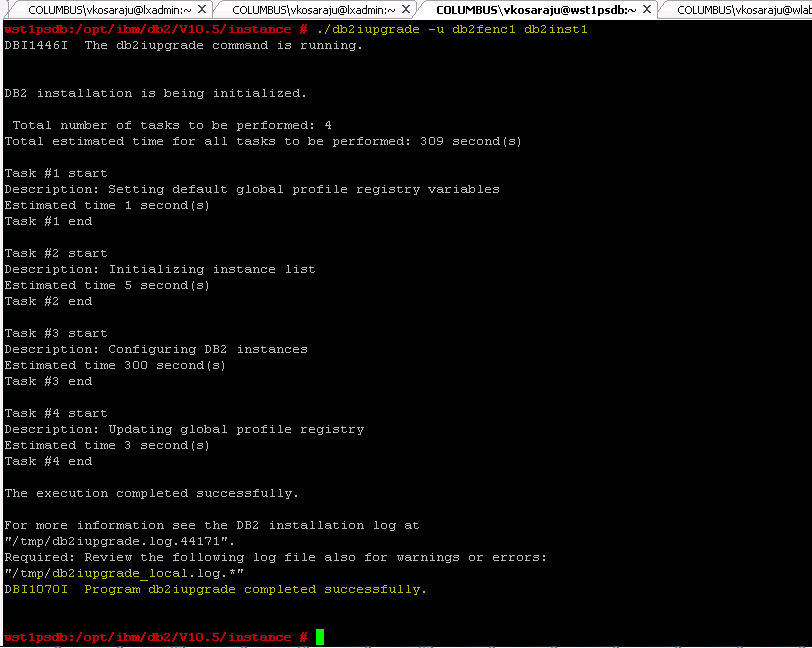 COLUMBUS\vkosaraju@lxadmin:~ X COLUMBUS\vkosaraju@lxadmin:~ X COLUMBUS\vkosaraju@wst1psdb:~ X COLUMBUS\vkosaraju@wlab
wst1psdb:/opt/ibm/db2/V10.5/instance # ./db2iupgrade -u db2fenc1 db2inst1
DBI1446I  The db2iupgrade command is running.
DB2 installation is being initialized.
Total number of tasks to be performed: 4
Total estimated time for all tasks to be performed: 309 second(s)
Task #1 start
Description: Setting default global profile registry variables
Estimated time 1 second(s)
Task #1 end
Task #2 start
Description: Initializing instance list
Estimated time 5 second(s)
Task #2 end
Task #3 start
Description: Configuring DB2 instances
Estimated time 300 second(s)
Task #3 end
Task #4 start
Description: Updating global profile registry
Estimated time 3 second(s)
Task #4 end
The execution completed successfully.
For more information see the DB2 installation log at
"/tmp/db2iupgrade.log.44171".
Required: Review the following log file also for warnings or errors:
"/tmp/db2iupgrade_local.log.*"
DBI1070I  Program db2iupgrade completed successfully.
wst1psdb:/opt/ibm/db2/V10.5/instance #